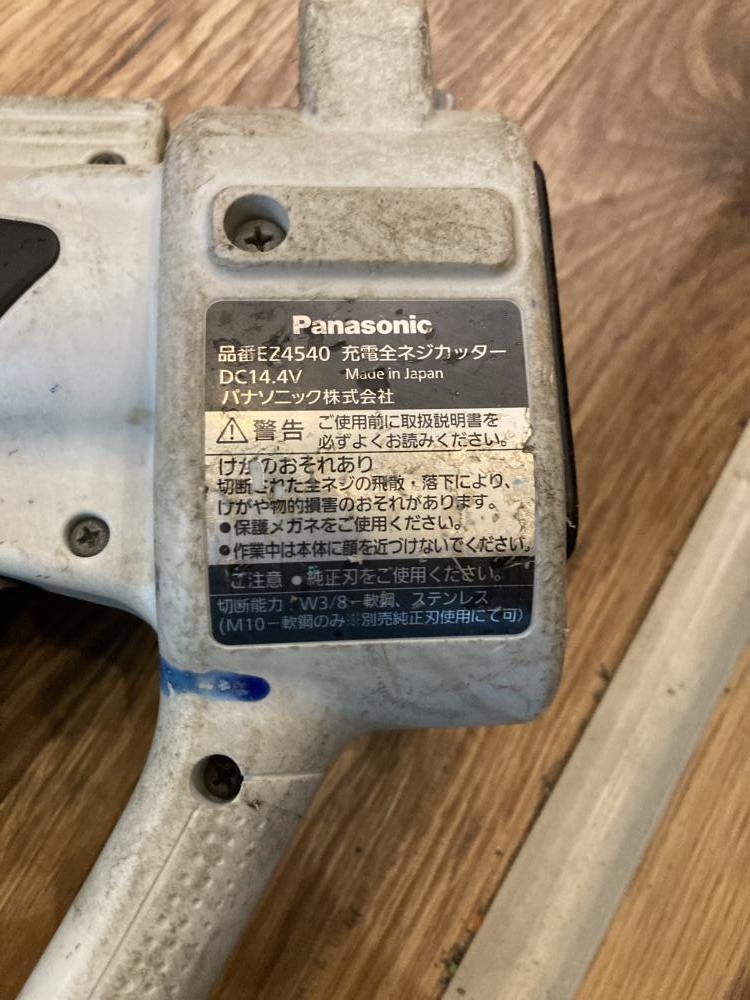 Panasonic
品番EZ4540 充電全ネジカッター
DC14.4V Made in Japan
パナソニック株式会社
警告 ご使用前に取扱説明書を
必ずよくお読みください。
けがのおそれあり
切断された全ネジの飛散・落下により、
けがや物的損害のおそれがあります。
●保護メガネをご使用ください。
●作業中は本体に顔を近づけないでください。
ご注意 ●純正刃をご使用ください。
切断能力:W3/8ー軟鋼、ステンレス
(M10ー軟鋼のみ※別売純正刃使用にて可)